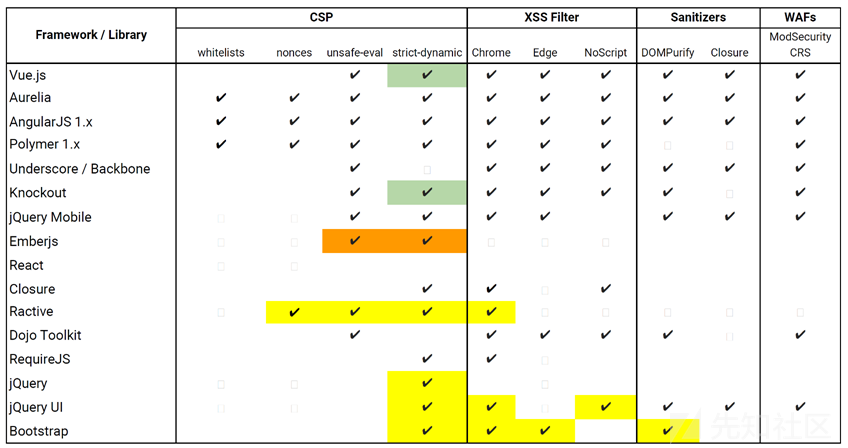 Framework / Library CSP XSS Filter Sanitizers WAFs
whitelists nonces unsafe-eval strict-dynamic Chrome Edge NoScript DOMPurify Closure ModSecurity
CRS
Vue.js ✔ ✔ ✔ ✔ ✔ ✔ ✔ ✔
Aurelia ✔ ✔ ✔ ✔ ✔ ✔ ✔ ✔ ✔ ✔
AngularJS 1.x ✔ ✔ ✔ ✔ ✔ ✔ ✔ ✔ ✔ ✔
Polymer 1.x ✔ ✔ ✔ ✔ ✔ ✔ ✔ ✔
Underscore / Backbone ✔ ✔ ✔ ✔ ✔ ✔ ✔
Knockout ✔ ✔ ✔ ✔ ✔ ✔ ✔
jQuery Mobile ✔ ✔ ✔ ✔ ✔ ✔ ✔
Emberjs ✔ ✔
React
Closure ✔ ✔ ✔
Ractive ✔ ✔ ✔ ✔
Dojo Toolkit ✔ ✔ ✔ ✔ ✔ ✔
RequireJS ✔ ✔
jQuery ✔
jQuery UI ✔ ✔ ✔ ✔ ✔ ✔
Bootstrap ✔ ✔ ✔ ✔
先知社区